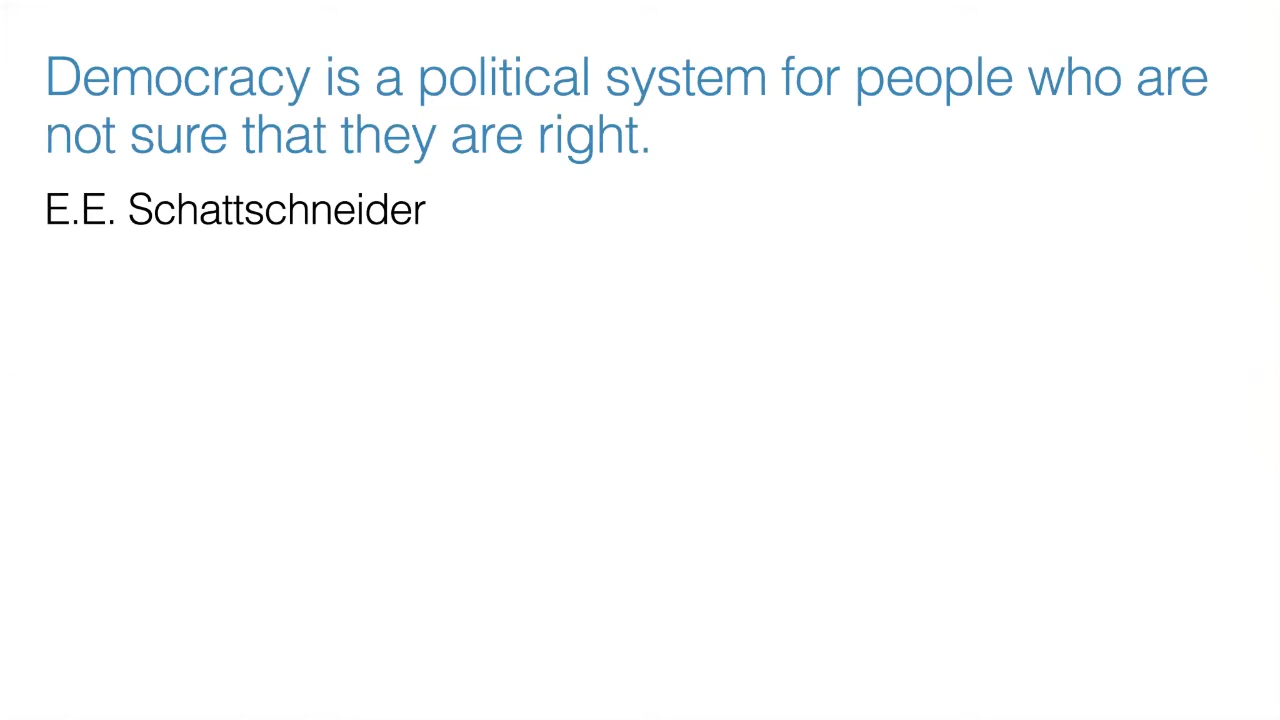 Democracy is a political system for people who are
not sure that they are right.
E.E. Schattschneider